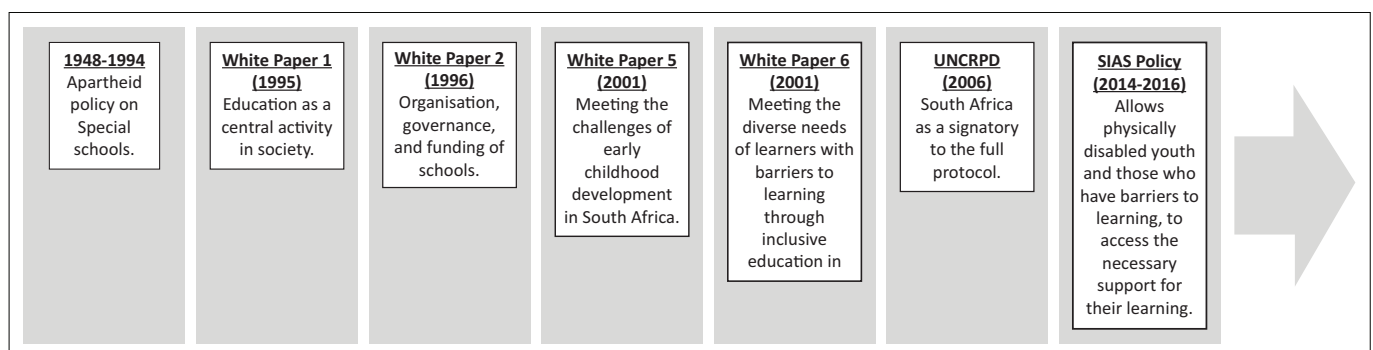 1948-1994
Apartheid
policy on
Special
schools.
White Paper 1
(1995)
Education as a
central activity
in society.
White Paper 2
(1996)
Organisation,
governance,
and funding of
schools.
White Paper 5
(2001)
Meeting the
challenges of
early
childhood
development
in South Africa.
White Paper 6
(2001)
Meeting the
diverse needs
of learners with
barriers to
learning
through
inclusive
education in
UNCRPD
(2006)
South Africa
as a signatory
to the full
protocol.
SIAS Policy
(2014-2016)
Allows
physically
disabled youth
and those who
have barriers to
learning, to
access the
necessary
support for
their learning.